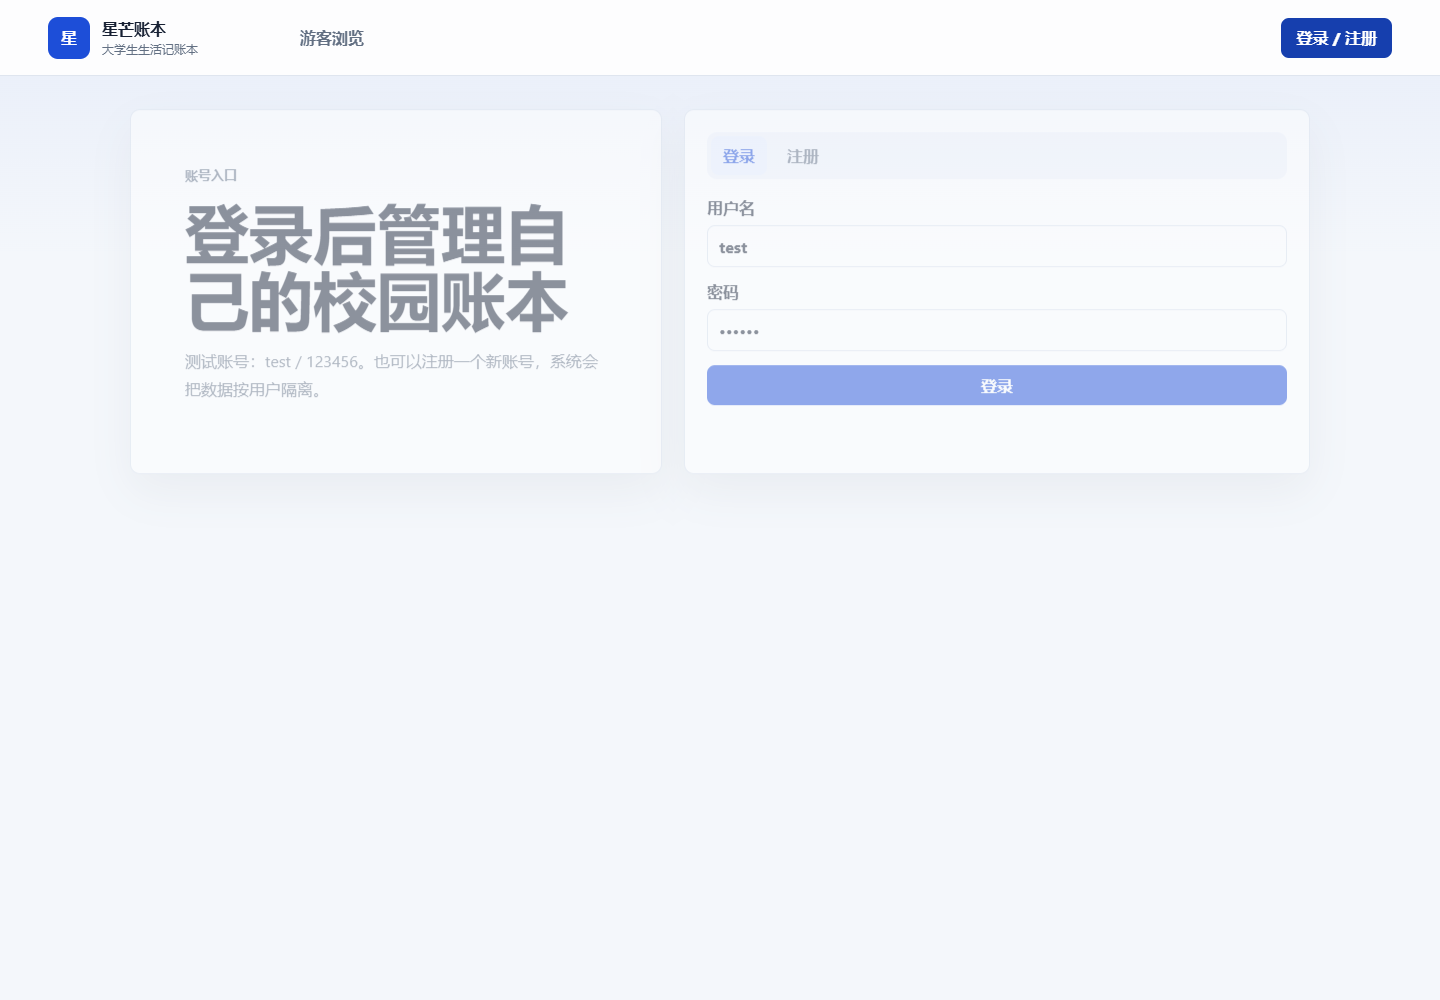 星
星芒账本
大学生生活记账本
游客浏览
登录 / 注册
账号入口
登录后管理自
己的校园账本
测试账号：test / 123456。也可以注册一个新账号，系统会
把数据按用户隔离。
登录
注册
用户名
test
密码
••••••
登录